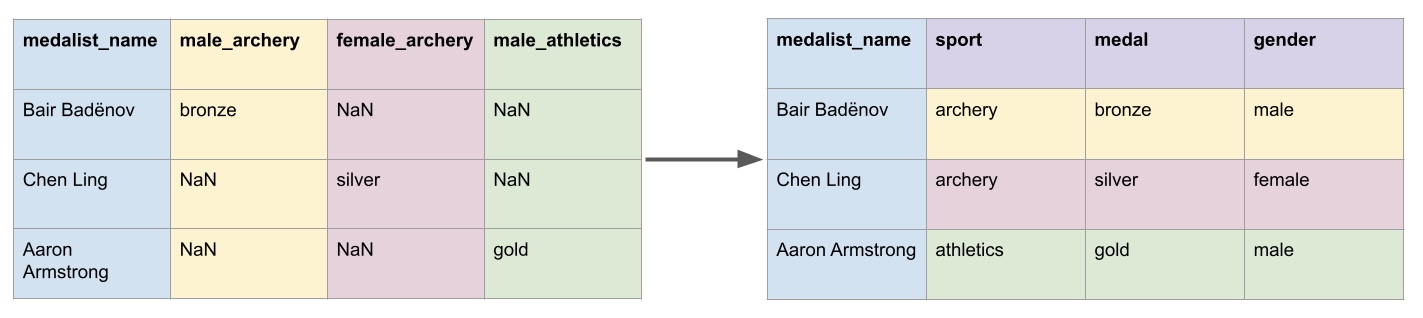 medalist_name male_archery female_archery male_athletics
Bair Badënov bronze NaN NaN
Chen Ling NaN silver NaN
Aaron Armstrong NaN NaN gold
medalist_name sport medal gender
Bair Badënov archery bronze male
Chen Ling archery silver female
Aaron Armstrong athletics gold male